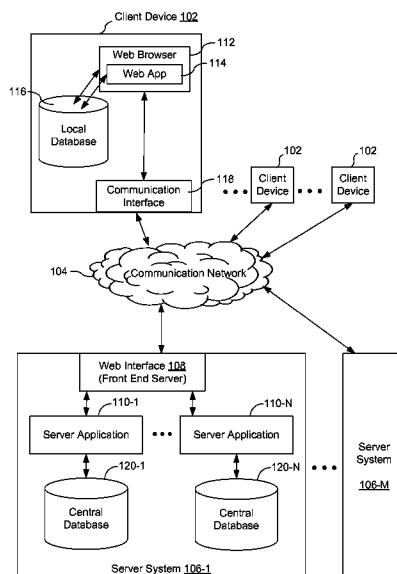 Client Device 102
Web Browser
112
Web App
114
116
Local
Database
118
Communication
Interface
102
Client
Device
102
Client
Device
104
Communication Network
Web Interface 108
(Front End Server)
110-1
110-N
Server Application
Server Application
120-1
120-N
Central
Database
Central
Database
Server System 106-1
Server
System
106-M